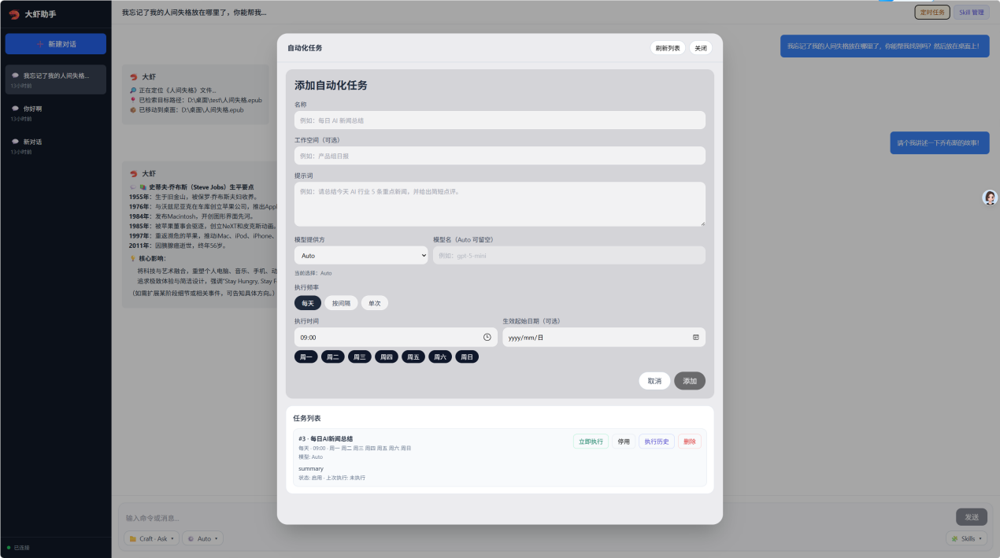 大虾助手
+ 新建对话
我忘记了我的人间失格...
13小时前
你好啊
13小时前
新对话
13小时前
已连接
我忘记了我的人间失格放在哪里了，你能帮我...
定时任务
Skill 管理
我忘记了我的人间失格放在哪里了，你能帮我找到吗？然后放在桌面上！
大虾
正在定位《人间失格》文件...
已检索目标路径：D:\桌面\test\人间失格.epub
已移动到桌面：D:\桌面\人间失格.epub
请个我讲述一下乔布斯的故事！
大虾
史蒂夫·乔布斯（Steve Jobs）生平要点
1955年：生于旧金山，被保罗·乔布斯夫妇收养。
1976年：与沃兹尼亚克在车库创立苹果公司，推出Appl
1984年：发布Macintosh，开创图形界面先河。
1985年：被苹果董事会驱逐，创立NeXT和皮克斯动画。
1997年：重返濒危的苹果，推动iMac、iPod、iPhone、
2011年：因胰腺癌逝世，终年56岁。
核心影响：
将科技与艺术融合，重塑个人电脑、音乐、手机、动
追求极致体验与简洁设计，强调"Stay Hungry, Stay F
（如需扩展某阶段细节或相关事件，可告知具体方向。）
输入命令或消息...
发送
Craft · Ask
Auto
Skills
自动化任务
刷新列表
关闭
添加自动化任务
名称
例如：每日 AI 新闻总结
工作空间（可选）
例如：产品组日报
提示词
例如：请总结今天 AI 行业 5 条重点新闻，并给出简短点评。
模型提供方
模型名（Auto 可留空）
Auto
例如：gpt-5-mini
当前选择：Auto
执行频率
每天
按间隔
单次
执行时间
生效起始日期（可选）
09:00
yyyy/mm/日
周一 周二 周三 周四 周五 周六 周日
取消
添加
任务列表
#3 · 每日AI新闻总结
立即执行
停用
执行历史
删除
每天 · 09:00 · 周一 周二 周三 周四 周五 周六 周日
模型: Auto
summary
状态: 启用 · 上次执行: 未执行